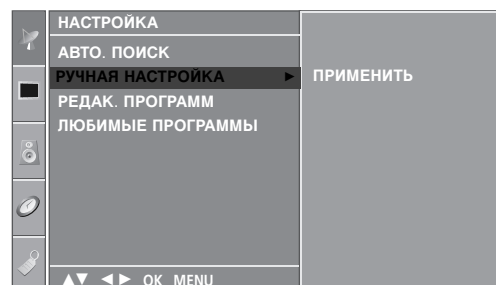 НАСТРОЙКА
АВТО. ПОИСК
РУЧНАЯ НАСТРОЙКА ► ПРИМЕНИТЬ
РЕДАК. ПРОГРАММ
ЛЮБИМЫЕ ПРОГРАММЫ
▲▼ ◄► OK MENU